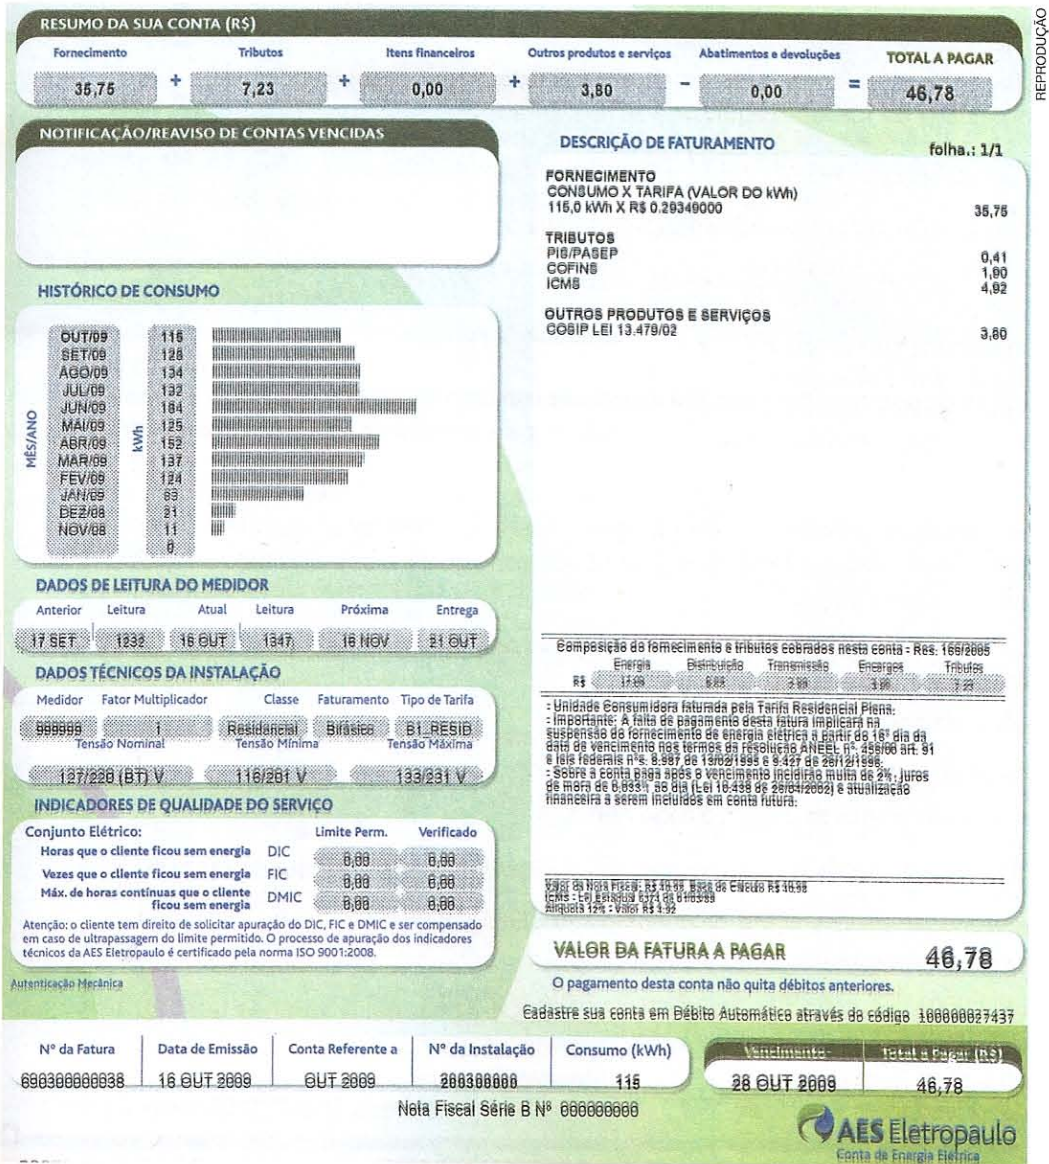 REPRODUÇÃO
RESUMO DA SUA CONTA (R$)
Fornecimento Tributos Itens financeiros Outros produtos e serviços Abatimentos e devoluções TOTAL A PAGAR
35,75 + 7,23 + 0,00 + 3,80 - 0,00 = 46,78
NOTIFICAÇÃO/REAVISO DE CONTAS VENCIDAS
HISTÓRICO DE CONSUMO
MÊS/ANO
kWh
OUT/09 115
SET/09 128
AGO/09 134
JUL/09 132
JUN/09 184
MAI/09 125
ABR/09 152
MAR/09 137
FEV/09 124
JAN/09 83
DEZ/08 21
NOV/08 11
0
DADOS DE LEITURA DO MEDIDOR
Anterior Leitura Atual Leitura Próxima Entrega
17 SET 1232 16 OUT 1347 16 NOV 21 OUT
DADOS TÉCNICOS DA INSTALAÇÃO
Medidor Fator Multiplicador Classe Faturamento Tipo de Tarifa
999999 1 Residencial Bifásico B1_RESID
Tensão Nominal Tensão Mínima Tensão Máxima
127/220 (BT) V 116/201 V 133/231 V
INDICADORES DE QUALIDADE DO SERVIÇO
Conjunto Elétrico: Limite Perm. Verificado
Horas que o cliente ficou sem energia DIC 0,00 0,00
Vezes que o cliente ficou sem energia FIC 0,00 0,00
Máx. de horas contínuas que o cliente
ficou sem energia DMIC 0,00 0,00
Atenção: o cliente tem direito de solicitar apuração do DIC, FIC e DMIC e ser compensado
em caso de ultrapassagem do limite permitido. O processo de apuração dos indicadores
técnicos da AES Eletropaulo é certificado pela norma ISO 9001:2008.
Autenticação Mecânica
DESCRIÇÃO DE FATURAMENTO
folha.: 1/1
FORNECIMENTO
CONSUMO X TARIFA (VALOR DO kWh)
115,0 kWh X R$ 0.29349000 35,75
TRIBUTOS
PIS/PASEP 0,41
COFINS 1,90
ICMS 4,92
OUTROS PRODUTOS E SERVIÇOS
COSIP LEI 13.479/02 3,80
Composição do fornecimento e tributos cobrados nesta conta - Res. 166/2005
Energia Distribuição Transmissão Encargos Tributos
R$
- Unidade Consumidora faturada pela Tarifa Residencial Plena.
- Importante: A falta de pagamento desta fatura implicará na
suspensão do fornecimento de energia elétrica a partir do 16º dia da
data de vencimento nos termos da resolução ANEEL nº. 456/00 art. 91
e leis federais nºs. 8.987 de 13/02/1995 e 9.427 de 26/12/1996.
- Sobre a conta paga após o vencimento incidirão multa de 2%, juros
de mora de ao dia (Lei 10.438 de 26/04/2002) e atualização
financeira a serem incluídos em conta futura.
Valor da Nota Fiscal: Base de Cálculo
ICMS - Lei Estadual 6374 de 01/03/89
Alíquota 12% - Valor R$ 4,92
VALOR DA FATURA A PAGAR 46,78
O pagamento desta conta não quita débitos anteriores.
Cadastre sua conta em Débito Automático através do código 100000027437
Nº da Fatura Data de Emissão Conta Referente a Nº da Instalação Consumo (kWh) Vencimento Total a Pagar (R$)
690300000038 16 OUT 2009 OUT 2009 200300000 115 28 OUT 2009 46,78
Nota Fiscal Série B Nº 000000000
AES Eletropaulo
Conta de Energia Elétrica